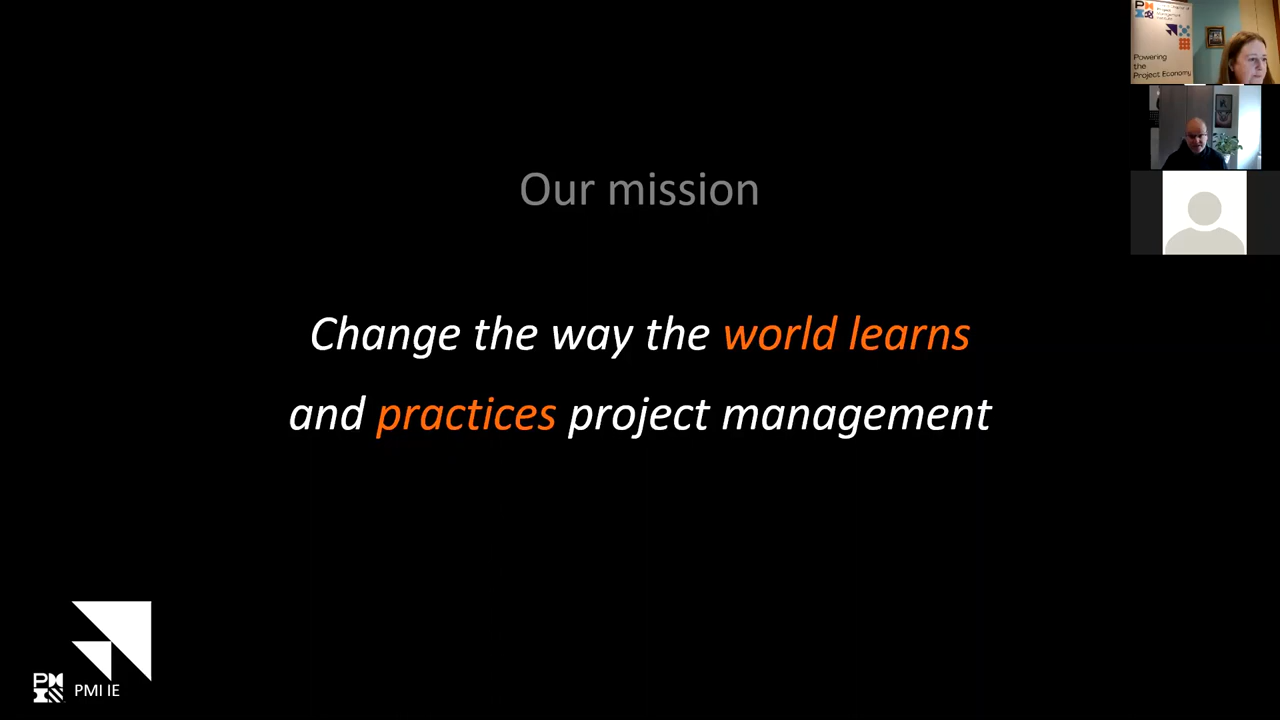 Our mission
Change the way the world learns
and practices project management
PMI IE
Powering
the
Project Economy